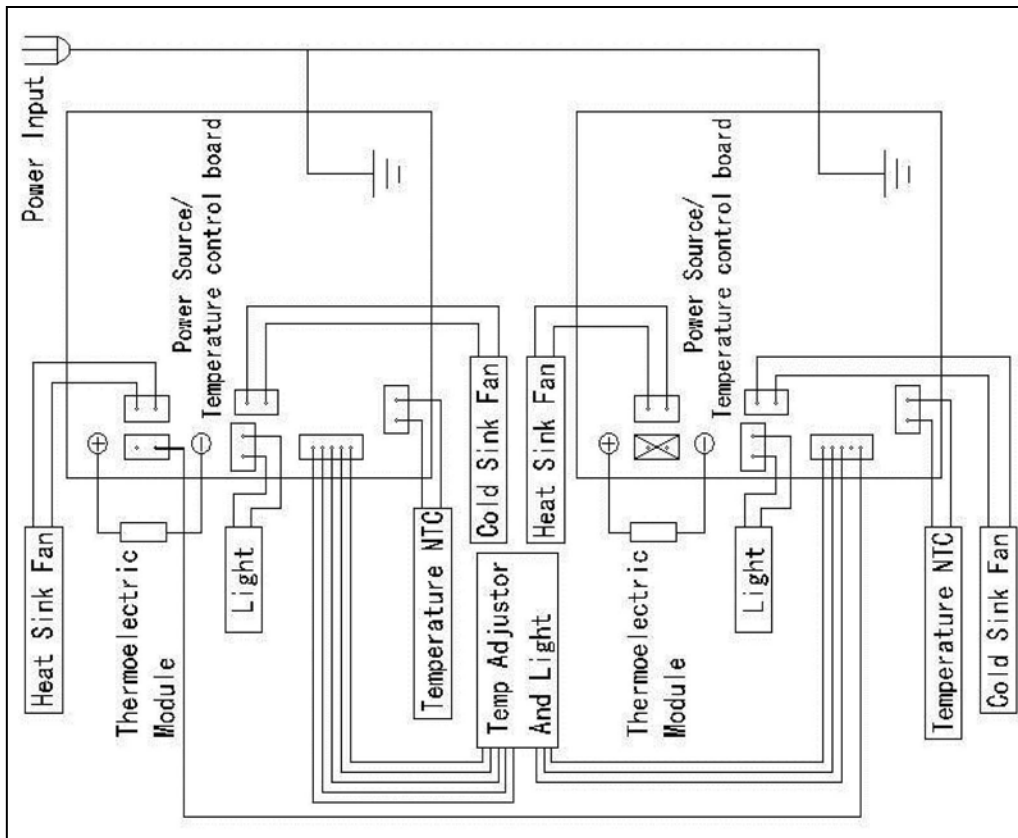 Power Input
Power Source/
Temperature control board
Heat Sink Fan
Thermoelectric
Module
Light
Temperature NTC
Cold Sink Fan
Temp Adjustor
And Light
Power Source/
Temperature control board
Heat Sink Fan
Thermoelectric
Module
Light
Temperature NTC
Cold Sink Fan